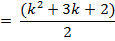 = (k² + 3k + 2) / 2